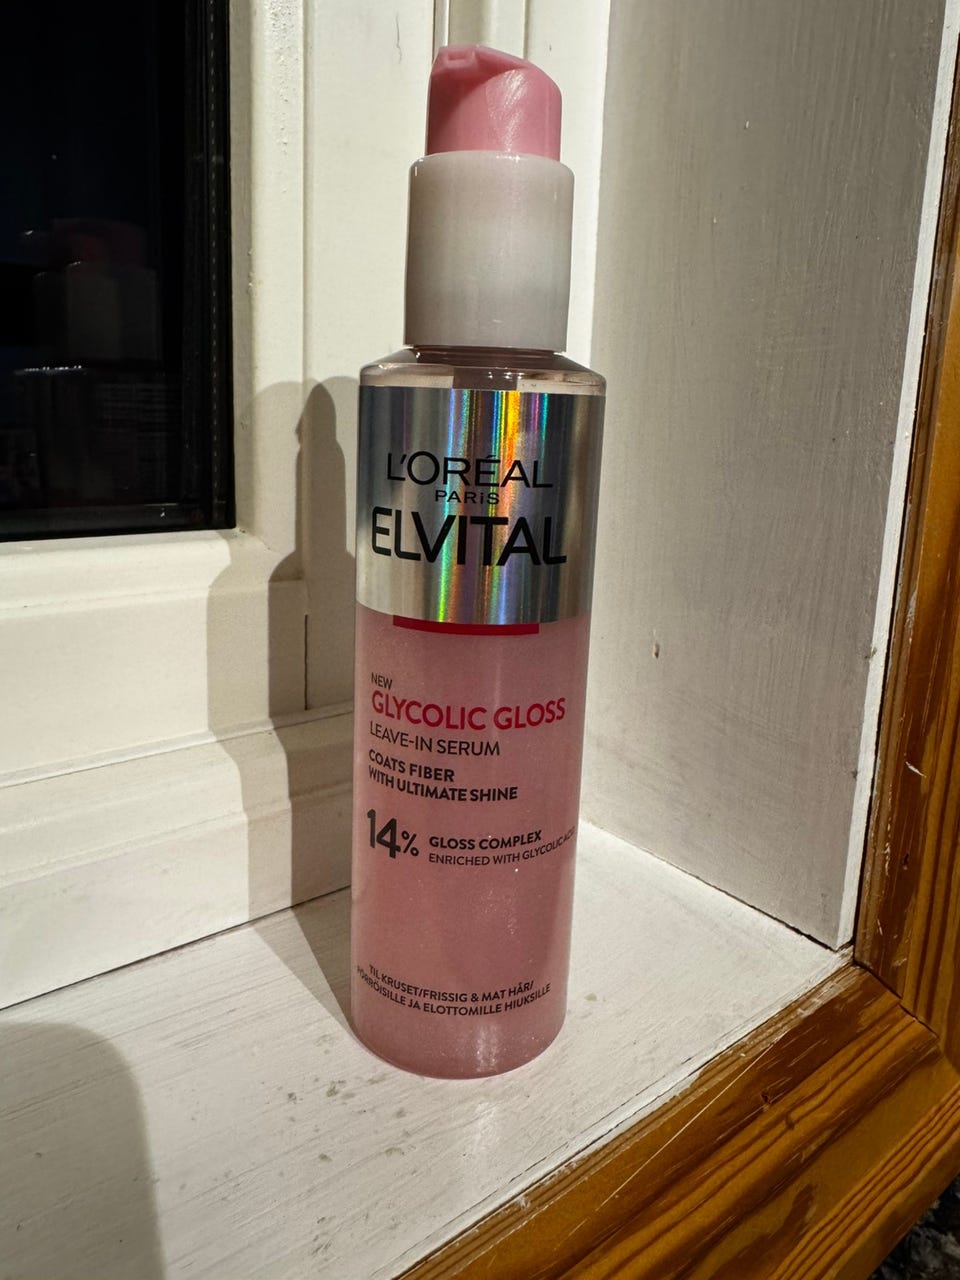 L'ORÉAL
PARiS
ELVITAL
NEW
GLYCOLIC GLOSS
LEAVE-IN SERUM
COATS FIBER
WITH ULTIMATE SHINE
14% GLOSS COMPLEX
ENRICHED WITH GLYCOLIC ACID
TIL KRUSET/FRISSIG & MAT HÅR/
PÖRRÖISILLE JA ELOTTOMILLE HIUKSILLE